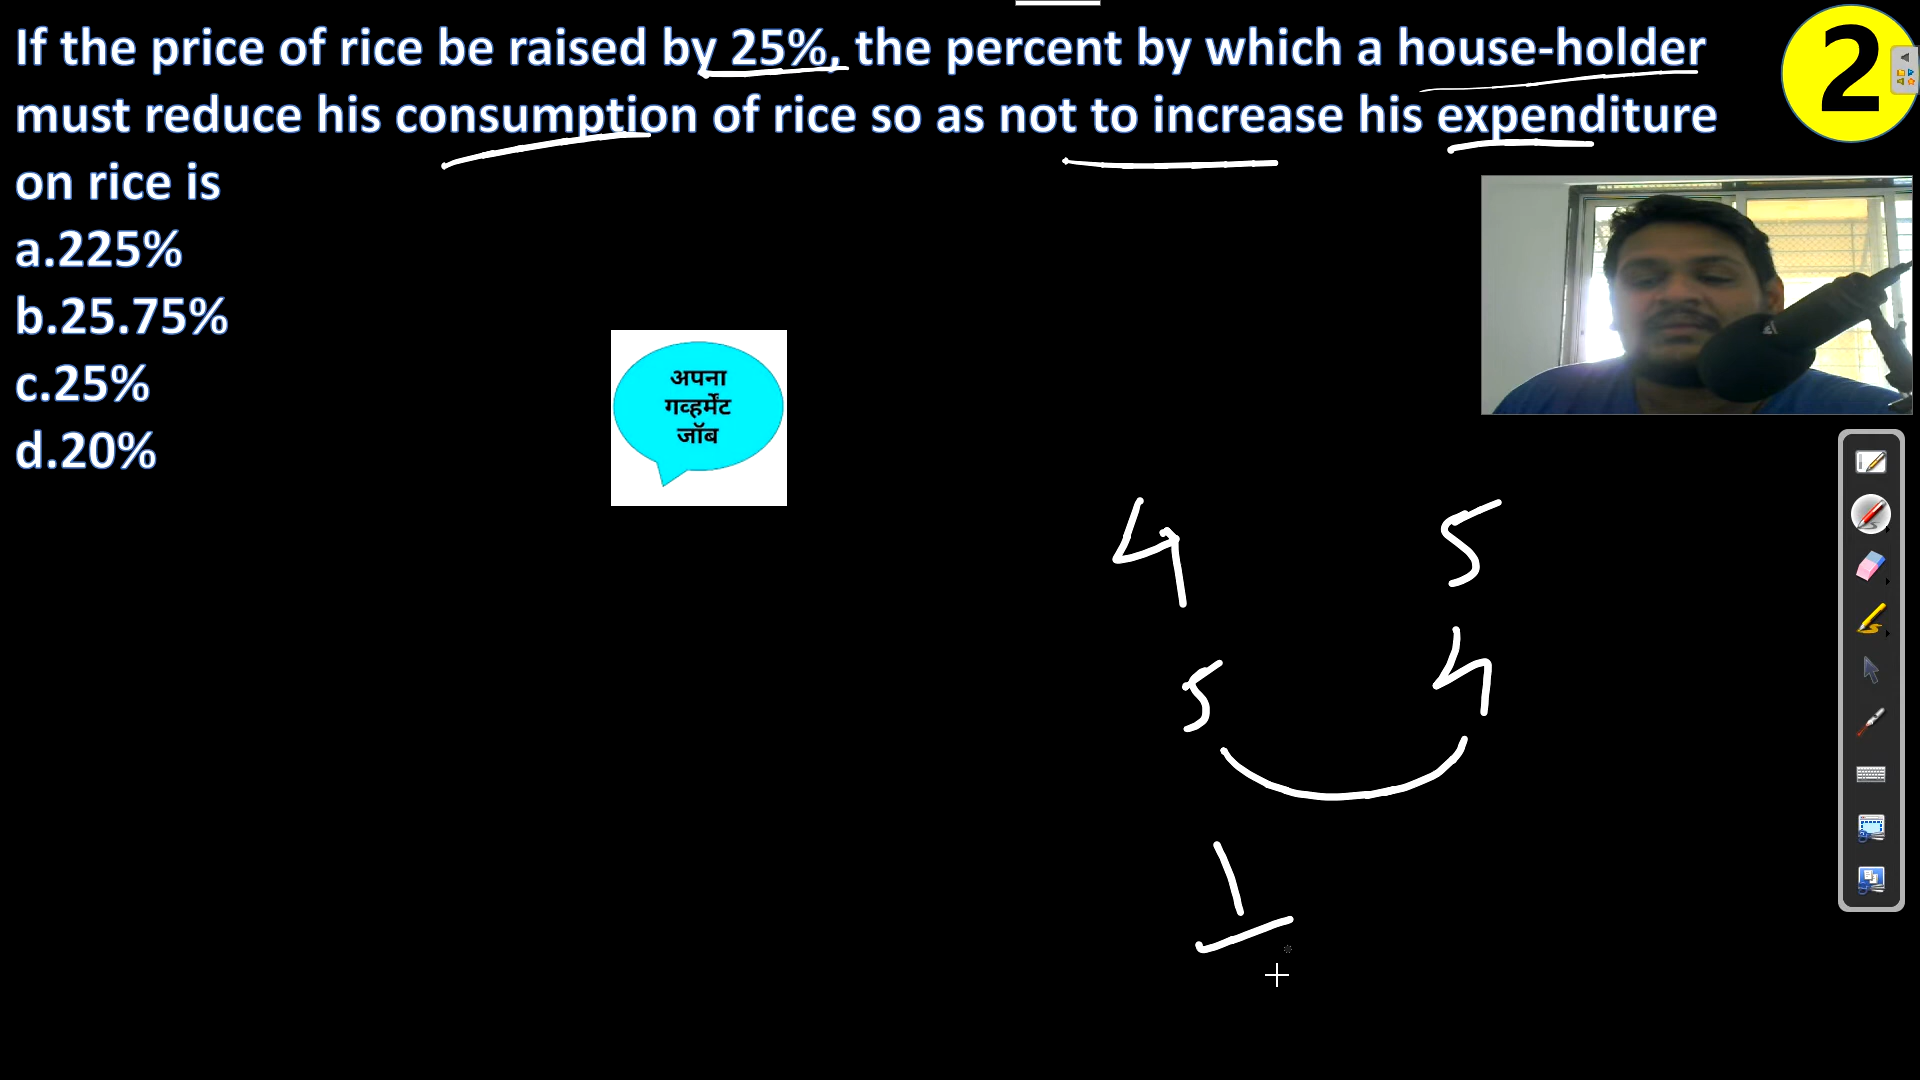 If the price of rice be raised by 25%, the percent by which a house-holder
must reduce his consumption of rice so as not to increase his expenditure
on rice is
a.225%
b.25.75%
c.25%
d.20%
2
अपना
गव्हर्मेंट
जॉब
4 5
5 4
1